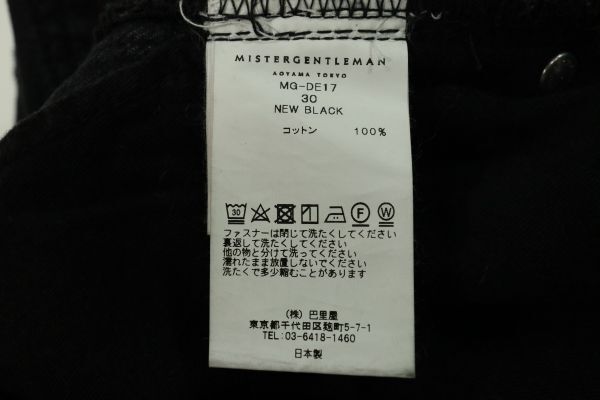 MISTERGENTLEMAN
AOYAMA TOKYO
MG-DE17
30
NEW BLACK
コットン 100%
30 F W
ファスナーは閉じて洗たくしてください
裏返して洗たくしてください
他の物と分けて洗ってください
濡れたまま放置しないでください
洗たくで多少縮むことがあります
(株) 巴里屋
東京都千代田区麹町5-7-1
TEL:03-6418-1460
日本製